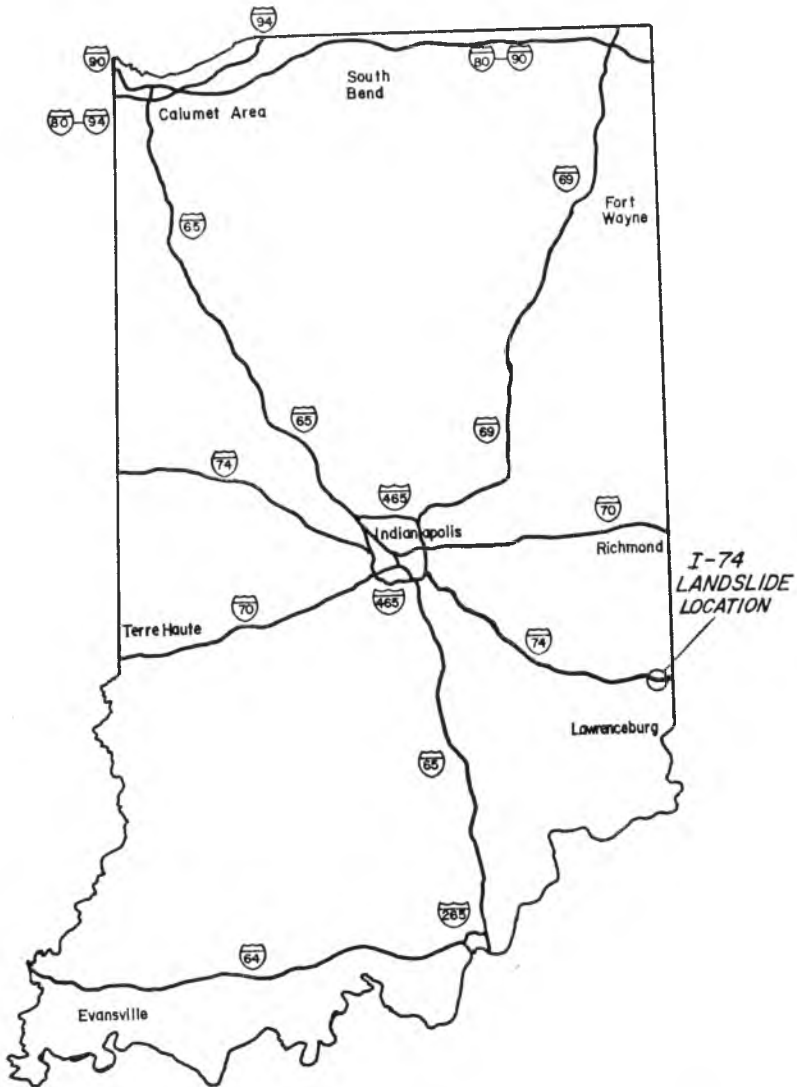 94
90
80
90
South
Bend
80
94
Calumet Area
69
Fort
Wayne
65
65
69
74
465
70
Indianapolis
Richmond
I-74
LANDSLIDE
LOCATION
465
70
Terre Haute
74
Lawrenceburg
65
265
64
Evansville